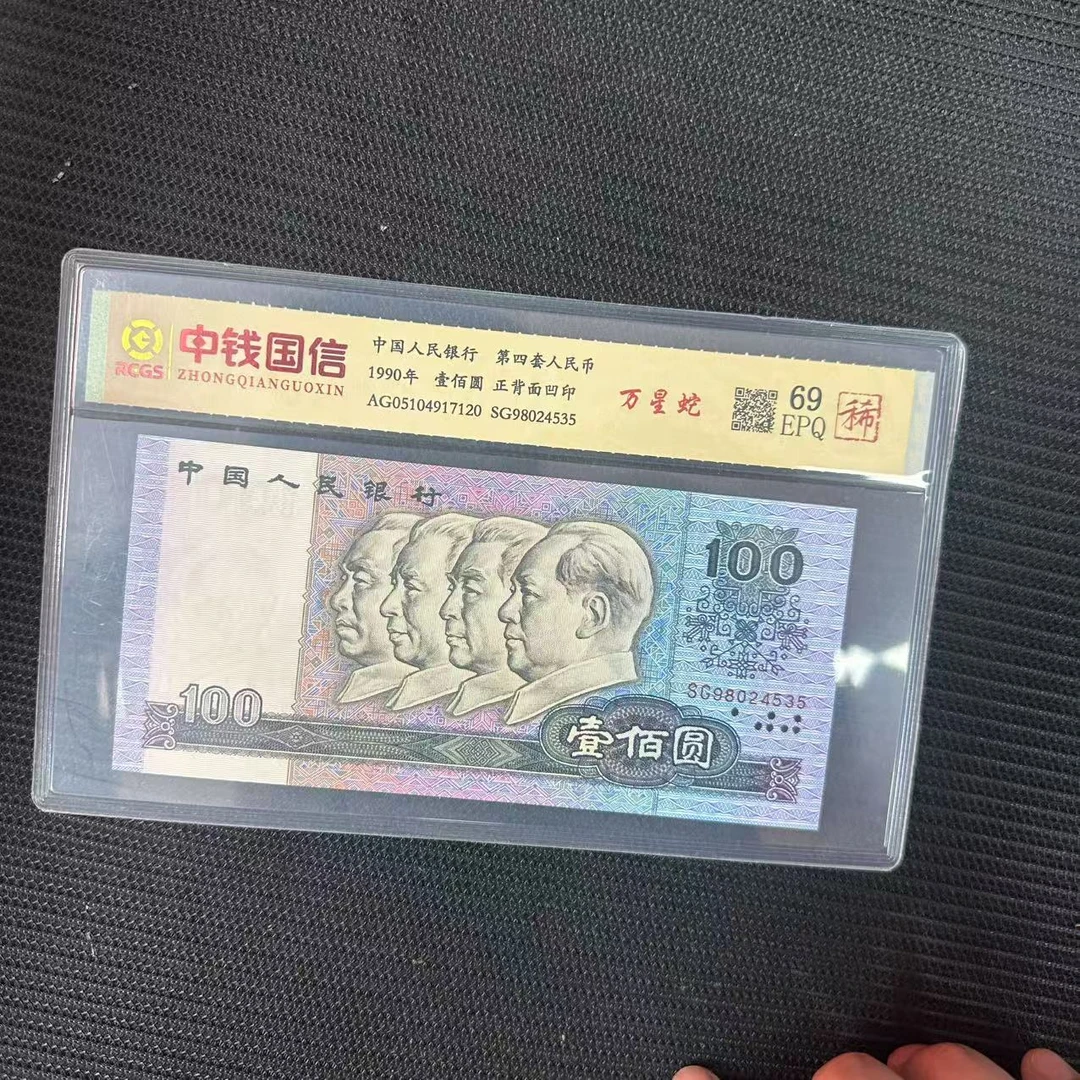 RCGS
中钱国信
ZHONGQIANGUOXIN
中国人民银行 第四套人民币
1990年 壹佰圆 正背面凹印
AG05104917120 SG98024535
万星蛇
69
EPQ
稀
中国人民银行
100
SG98024535
100
壹佰圆